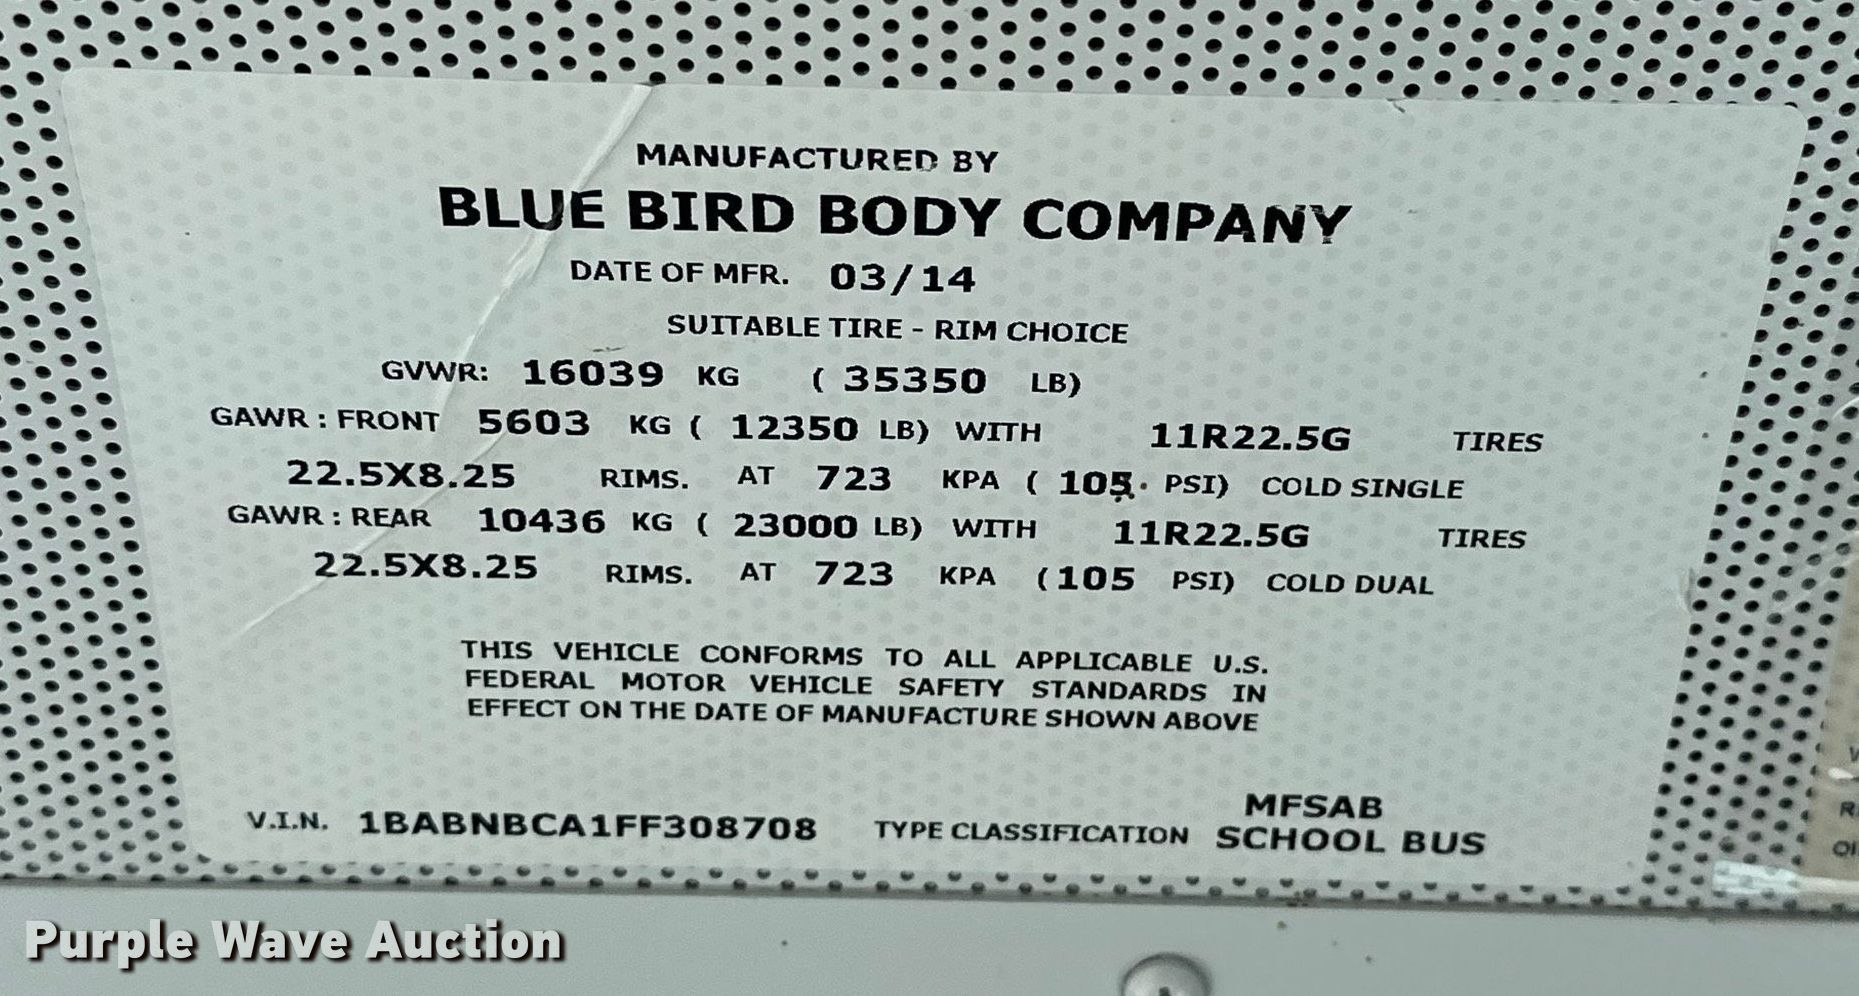 MANUFACTURED BY
BLUE BIRD BODY COMPANY
DATE OF MFR. 03/14
SUITABLE TIRE - RIM CHOICE
GVWR: 16039 KG ( 35350 LB)
GAWR : FRONT 5603 KG ( 12350 LB) WITH 11R22.5G TIRES
22.5X8.25 RIMS. AT 723 KPA ( 105 PSI) COLD SINGLE
GAWR : REAR 10436 KG ( 23000 LB) WITH 11R22.5G TIRES
22.5X8.25 RIMS. AT 723 KPA (105 PSI) COLD DUAL
THIS VEHICLE CONFORMS TO ALL APPLICABLE U.S.
FEDERAL MOTOR VEHICLE SAFETY STANDARDS IN
EFFECT ON THE DATE OF MANUFACTURE SHOWN ABOVE
V.I.N. 1BABNBCA1FF308708 TYPE CLASSIFICATION MFSAB
SCHOOL BUS
Purple Wave Auction